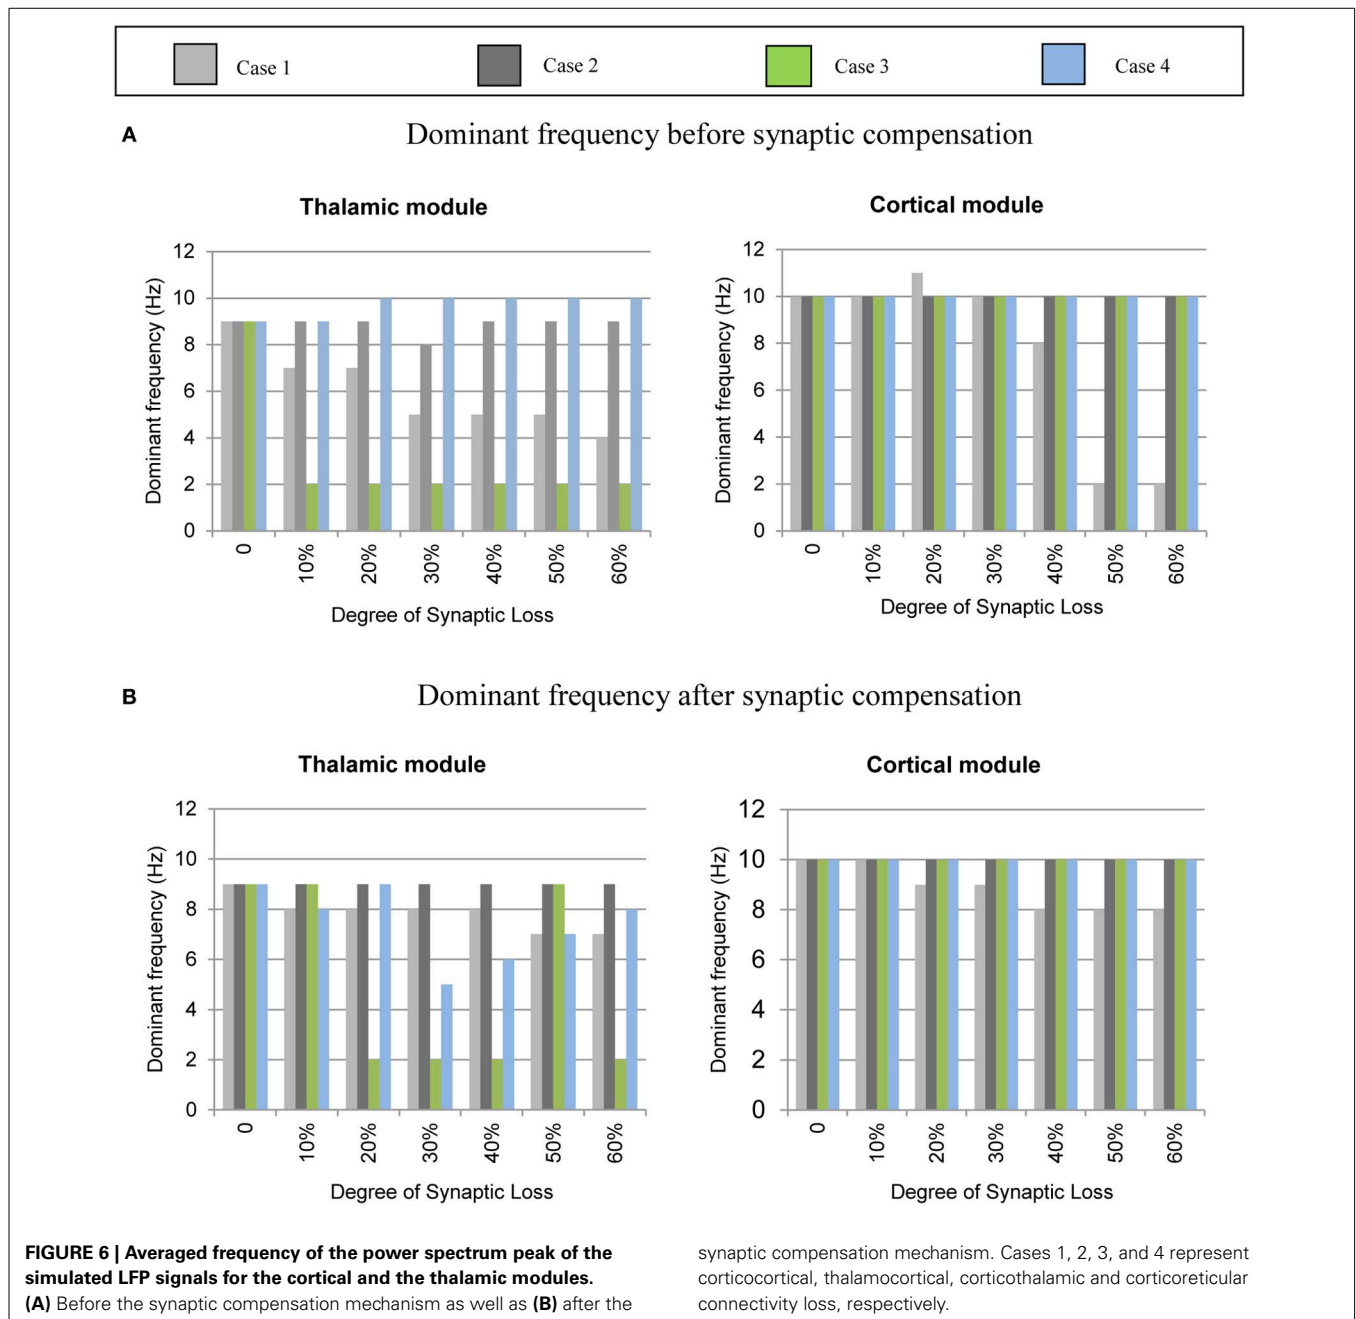 Case 1
Case 2
Case 3
Case 4
A
Dominant frequency before synaptic compensation
Thalamic module
Dominant frequency (Hz)
12
10
8
6
4
2
0
0
10%
20%
30%
40%
50%
60%
Degree of Synaptic Loss
Cortical module
Dominant frequency (Hz)
12
10
8
6
4
2
0
0
10%
20%
30%
40%
50%
60%
Degree of Synaptic Loss
B
Dominant frequency after synaptic compensation
Thalamic module
Dominant frequency (Hz)
12
10
8
6
4
2
0
0
10%
20%
30%
40%
50%
60%
Degree of Synaptic Loss
Cortical module
Dominant frequency (Hz)
12
10
8
6
4
2
0
0
10%
20%
30%
40%
50%
60%
Degree of Synaptic Loss
FIGURE 6 | Averaged frequency of the power spectrum peak of the
simulated LFP signals for the cortical and the thalamic modules.
(A) Before the synaptic compensation mechanism as well as (B) after the
synaptic compensation mechanism. Cases 1, 2, 3, and 4 represent
corticocortical, thalamocortical, corticothalamic and corticoreticular
connectivity loss, respectively.